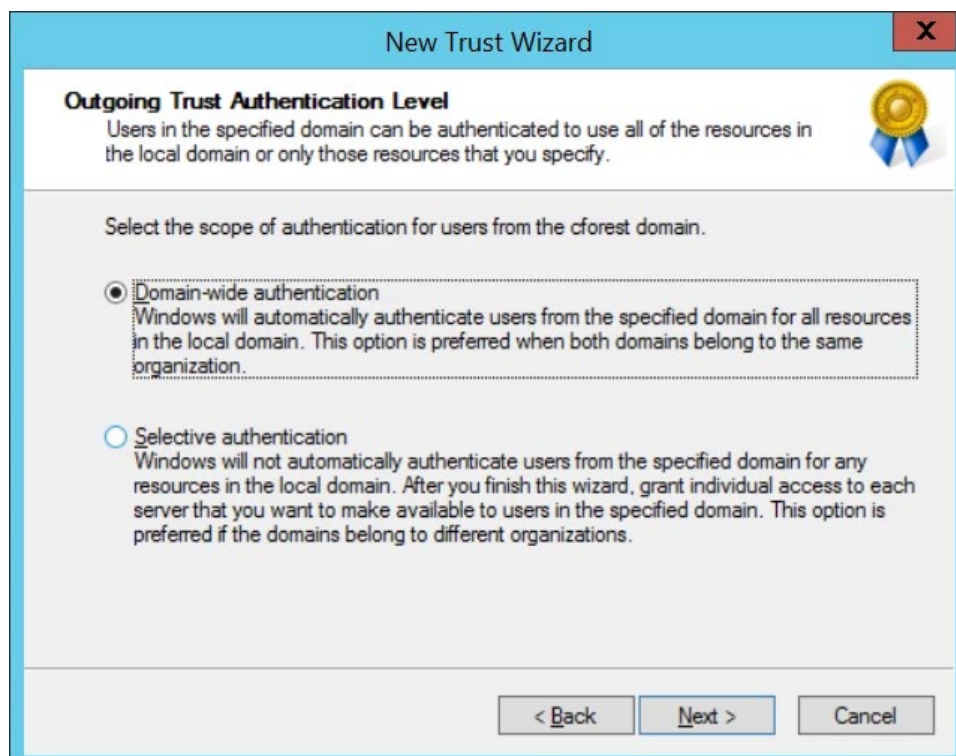 New Trust Wizard
X
Outgoing Trust Authentication Level
Users in the specified domain can be authenticated to use all of the resources in
the local domain or only those resources that you specify.
Select the scope of authentication for users from the cforest domain.
Domain-wide authentication
Windows will automatically authenticate users from the specified domain for all resources
in the local domain. This option is preferred when both domains belong to the same
organization.
Selective authentication
Windows will not automatically authenticate users from the specified domain for any
resources in the local domain. After you finish this wizard, grant individual access to each
server that you want to make available to users in the specified domain. This option is
preferred if the domains belong to different organizations.
< Back
Next >
Cancel